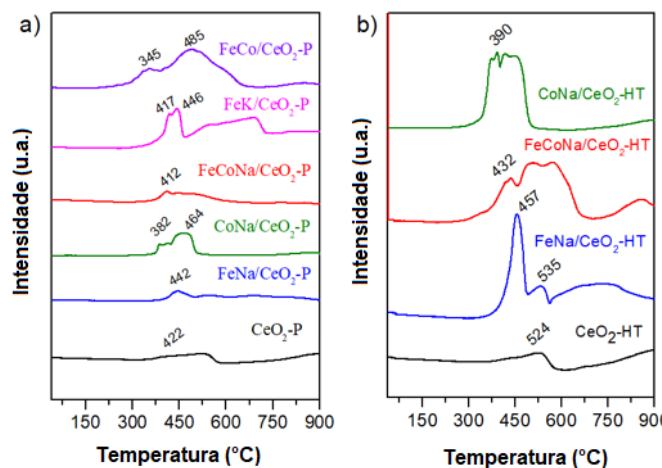 a)
Intensidade (u.a.)
345
485
FeCo/CeO₂-P
417
446
FeK/CeO₂-P
412
FeCoNa/CeO₂-P
382
464
CoNa/CeO₂-P
442
FeNa/CeO₂-P
422
CeO₂-P
150 300 450 600 750 900
Temperatura (°C)
b)
Intensidade (u.a.)
390
CoNa/CeO₂-HT
FeCoNa/CeO₂-HT
432
457
FeNa/CeO₂-HT
535
524
CeO₂-HT
150 300 450 600 750 900
Temperatura (°C)